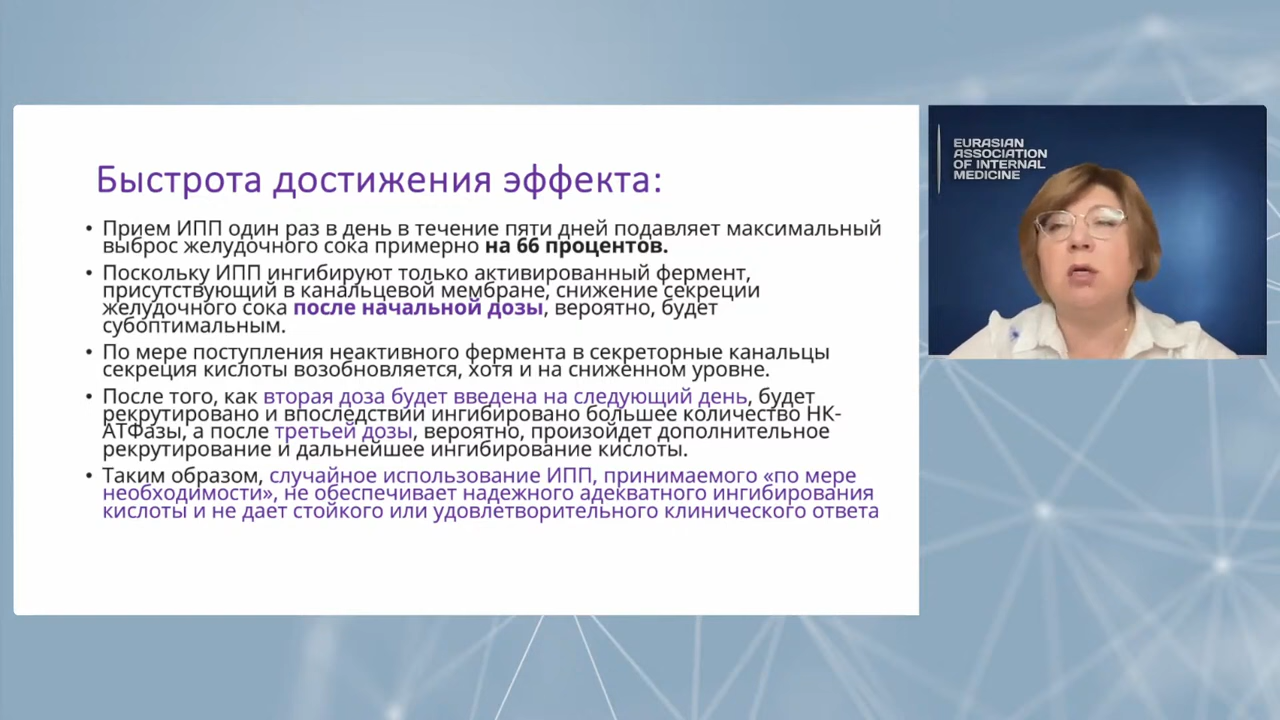 Быстрота достижения эффекта:
• Прием ИПП один раз в день в течение пяти дней подавляет максимальный
выброс желудочного сока примерно на 66 процентов.
• Поскольку ИПП ингибируют только активированный фермент,
присутствующий в канальцевой мембране, снижение секреции
желудочного сока после начальной дозы, вероятно, будет
субоптимальным.
• По мере поступления неактивного фермента в секреторные канальцы
секреция кислоты возобновляется, хотя и на сниженном уровне.
• После того, как вторая доза будет введена на следующий день, будет
рекрутировано и впоследствии ингибировано большее количество НК-
АТФазы, а после третьей дозы, вероятно, произойдет дополнительное
рекрутирование и дальнейшее ингибирование кислоты.
• Таким образом, случайное использование ИПП, принимаемого «по мере
необходимости», не обеспечивает надежного адекватного ингибирования
кислоты и не дает стойкого или удовлетворительного клинического ответа
EURASIAN
ASSOCIATION
OF INTERNAL
MEDICINE